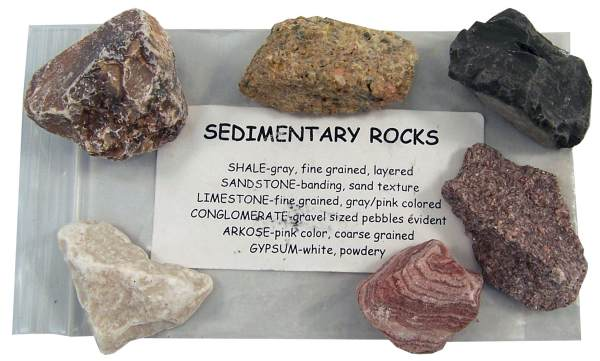 SEDIMENTARY ROCKS
SHALE-gray, fine grained, layered
SANDSTONE-banding, sand texture
LIMESTONE-fine grained, gray/pink colored
CONGLOMERATE-gravel sized pebbles evident
ARKOSE-pink color, coarse grained
GYPSUM-white, powdery